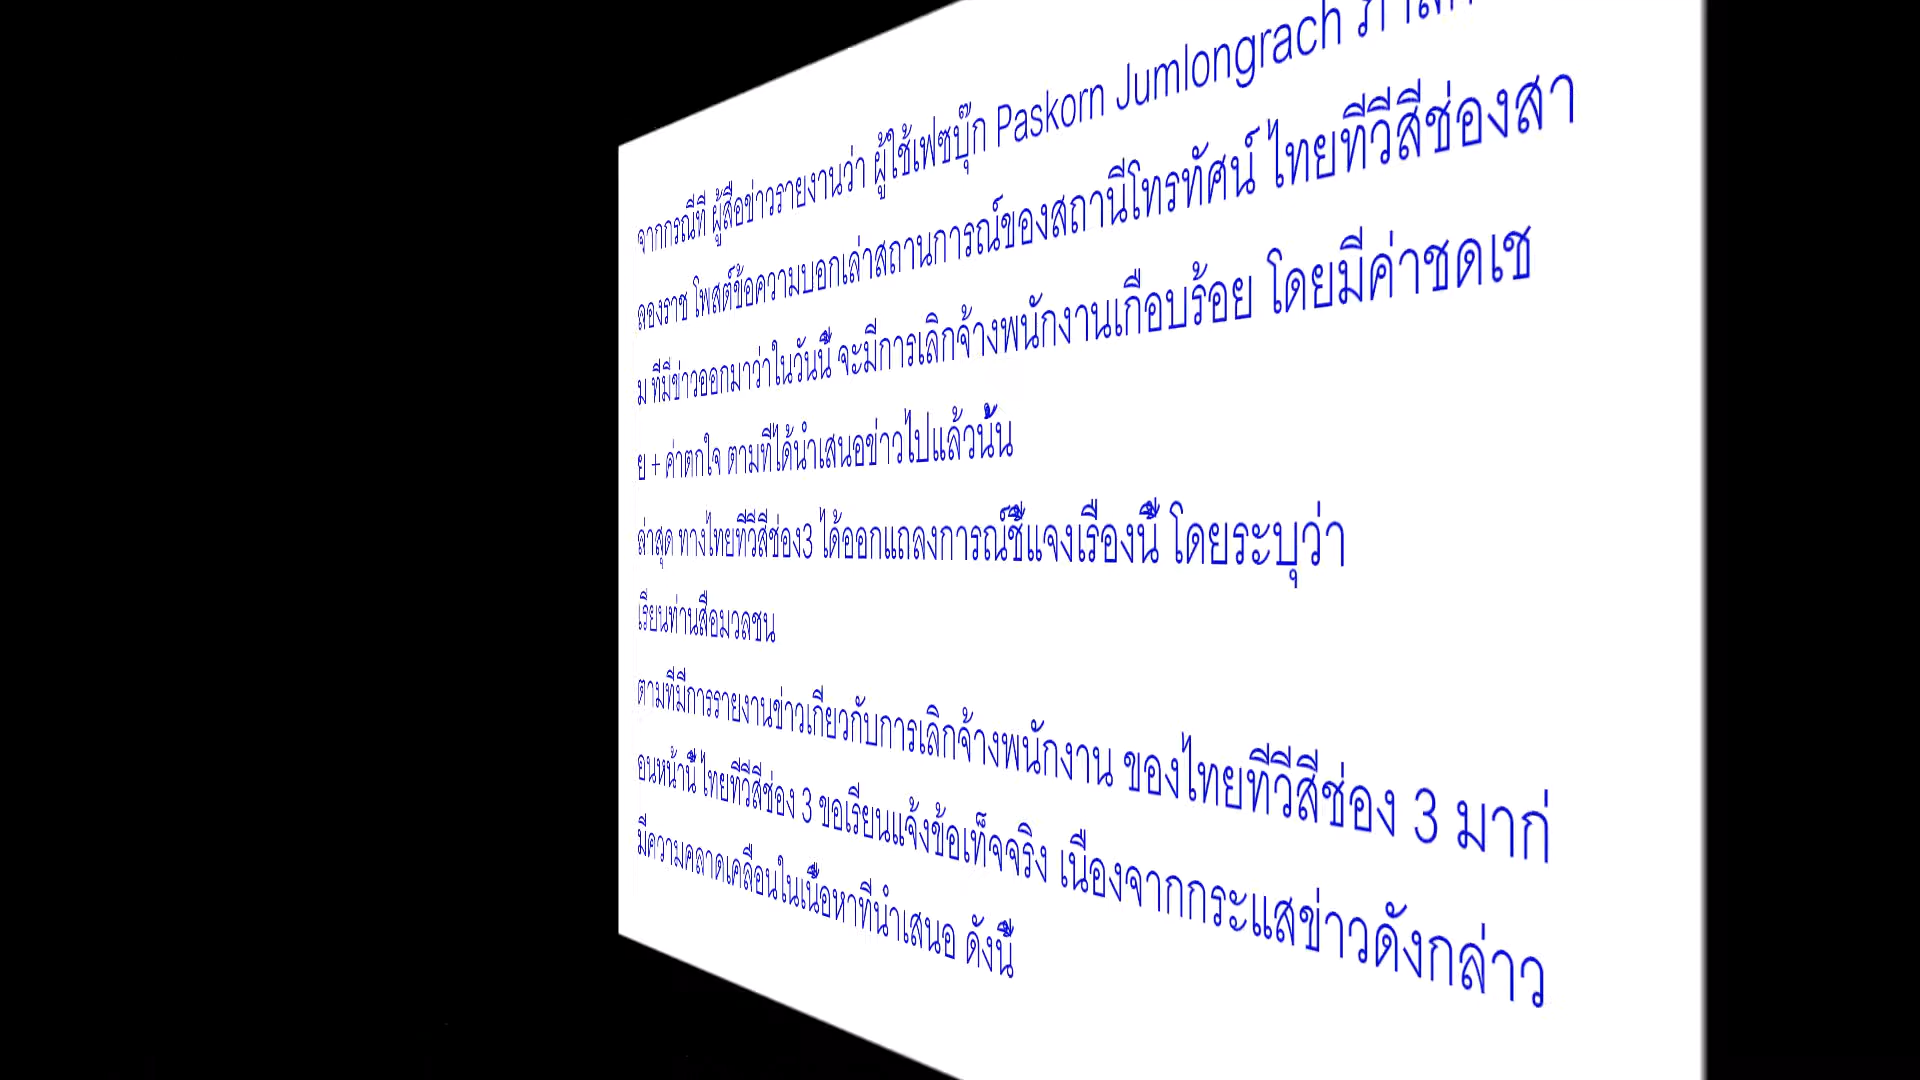 จากกรณีที่ ผู้สื่อข่าวรายงานว่า ผู้ใช้เฟซบุ๊ก Paskorn Jumlongrach
ลองราช โพสต์ข้อความบอกเล่าสถานการณ์ของสถานีโทรทัศน์ ไทยทีวีสีช่องสา
ม ที่มีข่าวออกมาว่าในวันนี้ จะมีการเลิกจ้างพนักงานเกือบร้อย โดยมีค่าชดเช
ย + ค่าตกใจ ตามที่ได้นำเสนอข่าวไปแล้วนั้น
ล่าสุด ทางไทยทีวีสีช่อง3 ได้ออกแถลงการณ์ชี้แจงเรื่องนี้ โดยระบุว่า
เรียนท่านสื่อมวลชน
ตามที่มีการรายงานข่าวเกี่ยวกับการเลิกจ้างพนักงาน ของไทยทีวีสีช่อง 3 มาก่
อนหน้านี้ ไทยทีวีสีช่อง 3 ขอเรียนแจ้งข้อเท็จจริง เนื่องจากกระแสข่าวดังกล่าว
มีความคลาดเคลื่อนในเนื้อหาที่นำเสนอ ดังนี้